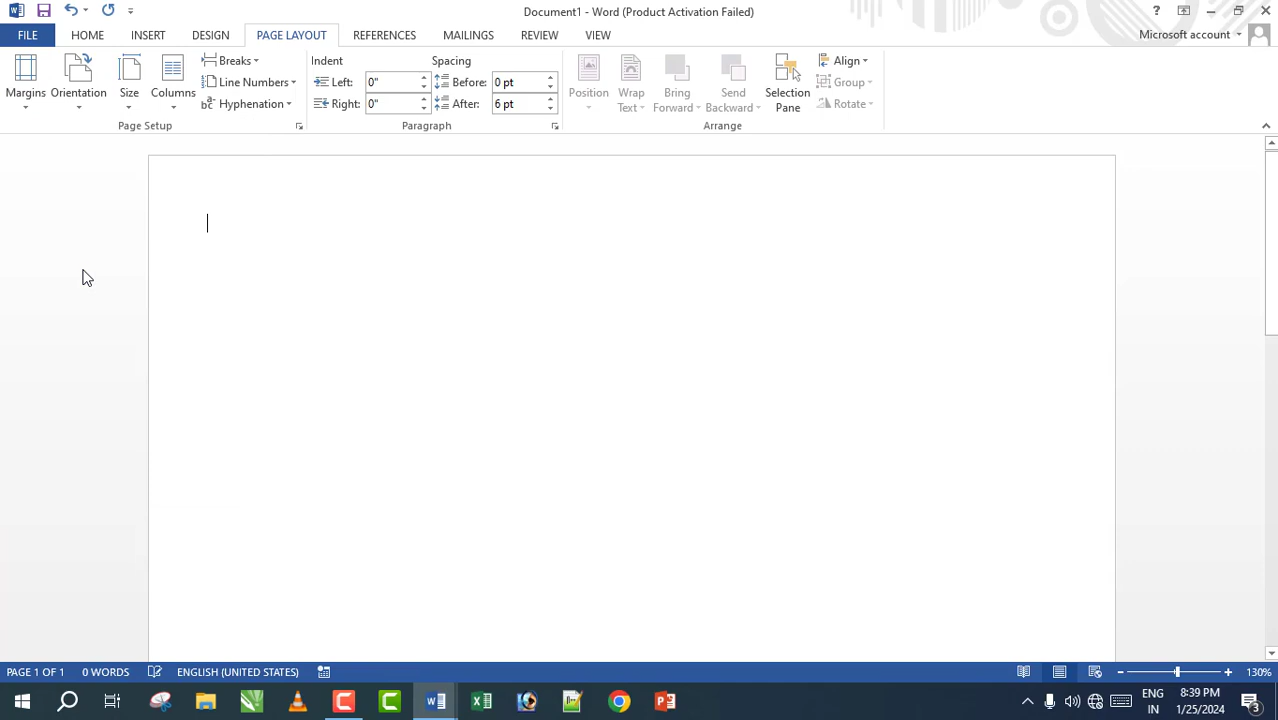 Document1 - Word (Product Activation Failed)
?
FILE HOME INSERT DESIGN PAGE LAYOUT REFERENCES MAILINGS REVIEW VIEW Microsoft account
Margins Orientation Size Columns
Breaks
Line Numbers
Hyphenation
Page Setup
Indent
Left: 0"
Right: 0"
Spacing
Before: 0 pt
After: 6 pt
Paragraph
Position
Wrap
Text
Bring
Forward
Send
Backward
Selection
Pane
Align
Group
Rotate
Arrange
PAGE 1 OF 1 0 WORDS ENGLISH (UNITED STATES) 130%
ENG
IN
8:39 PM
1/25/2024
3